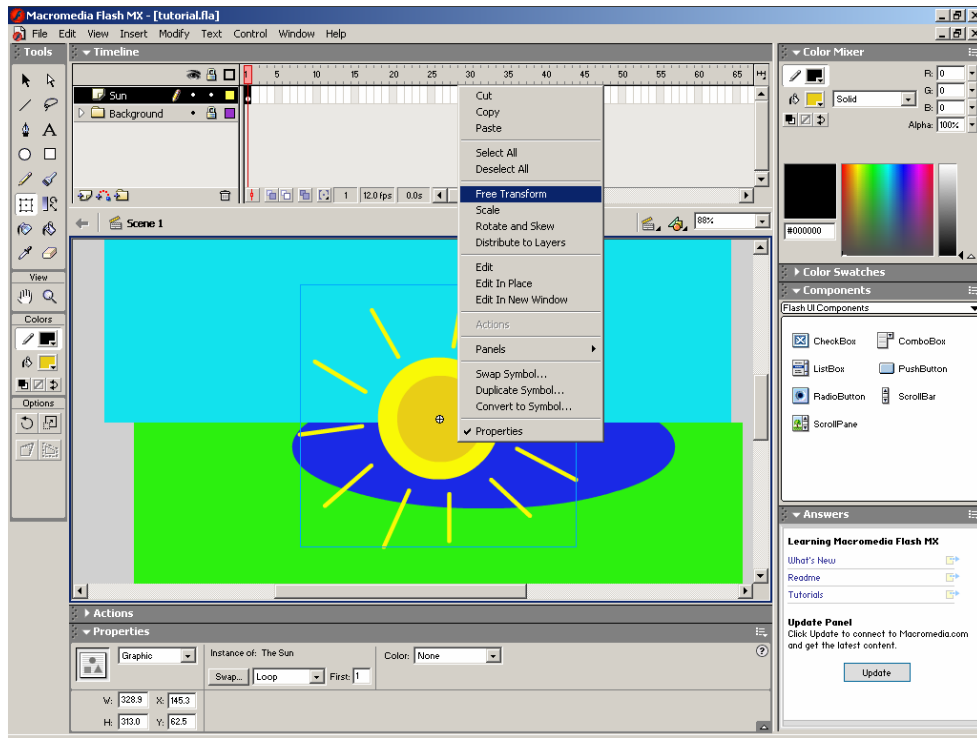 Macromedia Flash MX - [tutorial.fla]
File Edit View Insert Modify Text Control Window Help
Tools
Timeline
1 5 10 15 20 25 30 35 40 45 50 55 60 65
Sun
Background
1 12.0 fps 0.0s
Scene 1
88%
View
Colors
Options
Cut
Copy
Paste
Select All
Deselect All
Free Transform
Scale
Rotate and Skew
Distribute to Layers
Edit
Edit In Place
Edit In New Window
Actions
Panels
Swap Symbol...
Duplicate Symbol...
Convert to Symbol...
Properties
Color Mixer
R: 0
G: 0
Solid
B: 0
Alpha: 100%
#000000
Color Swatches
Components
Flash UI Components
CheckBox ComboBox
ListBox PushButton
RadioButton ScrollBar
ScrollPane
Answers
Learning Macromedia Flash MX
What's New
Readme
Tutorials
Update Panel
Click Update to connect to Macromedia.com
and get the latest content.
Update
Actions
Properties
Graphic Instance of: The Sun Color: None
Swap... Loop First: 1
W: 328.9 X: 145.3
H: 313.0 Y: 62.5